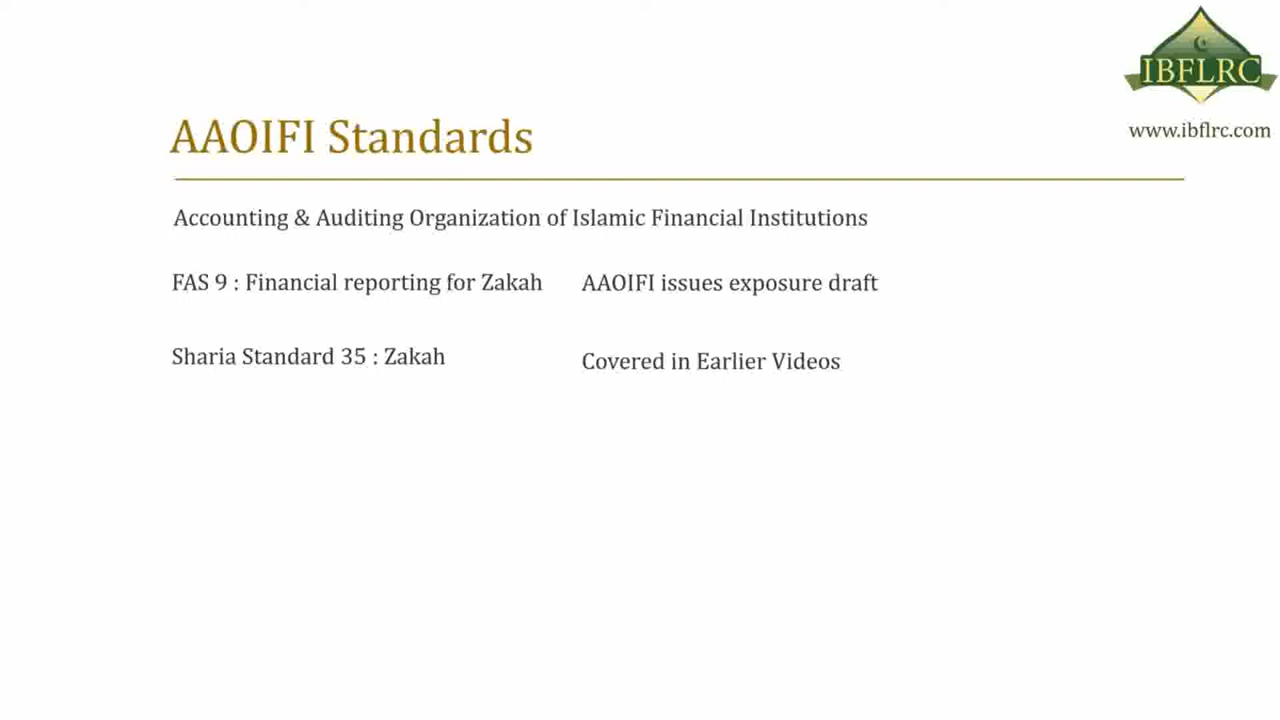 IBFLRC
www.ibflrc.com
AAOIFI Standards
Accounting & Auditing Organization of Islamic Financial Institutions
FAS 9 : Financial reporting for Zakah
AAOIFI issues exposure draft
Sharia Standard 35 : Zakah
Covered in Earlier Videos